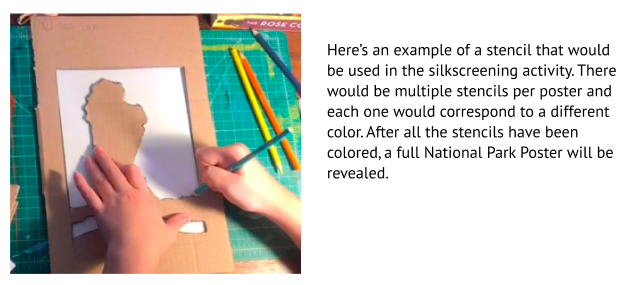 THE ROSE CO
Here's an example of a stencil that would
be used in the silkscreening activity. There
would be multiple stencils per poster and
each one would correspond to a different
color. After all the stencils have been
colored, a full National Park Poster will be
revealed.